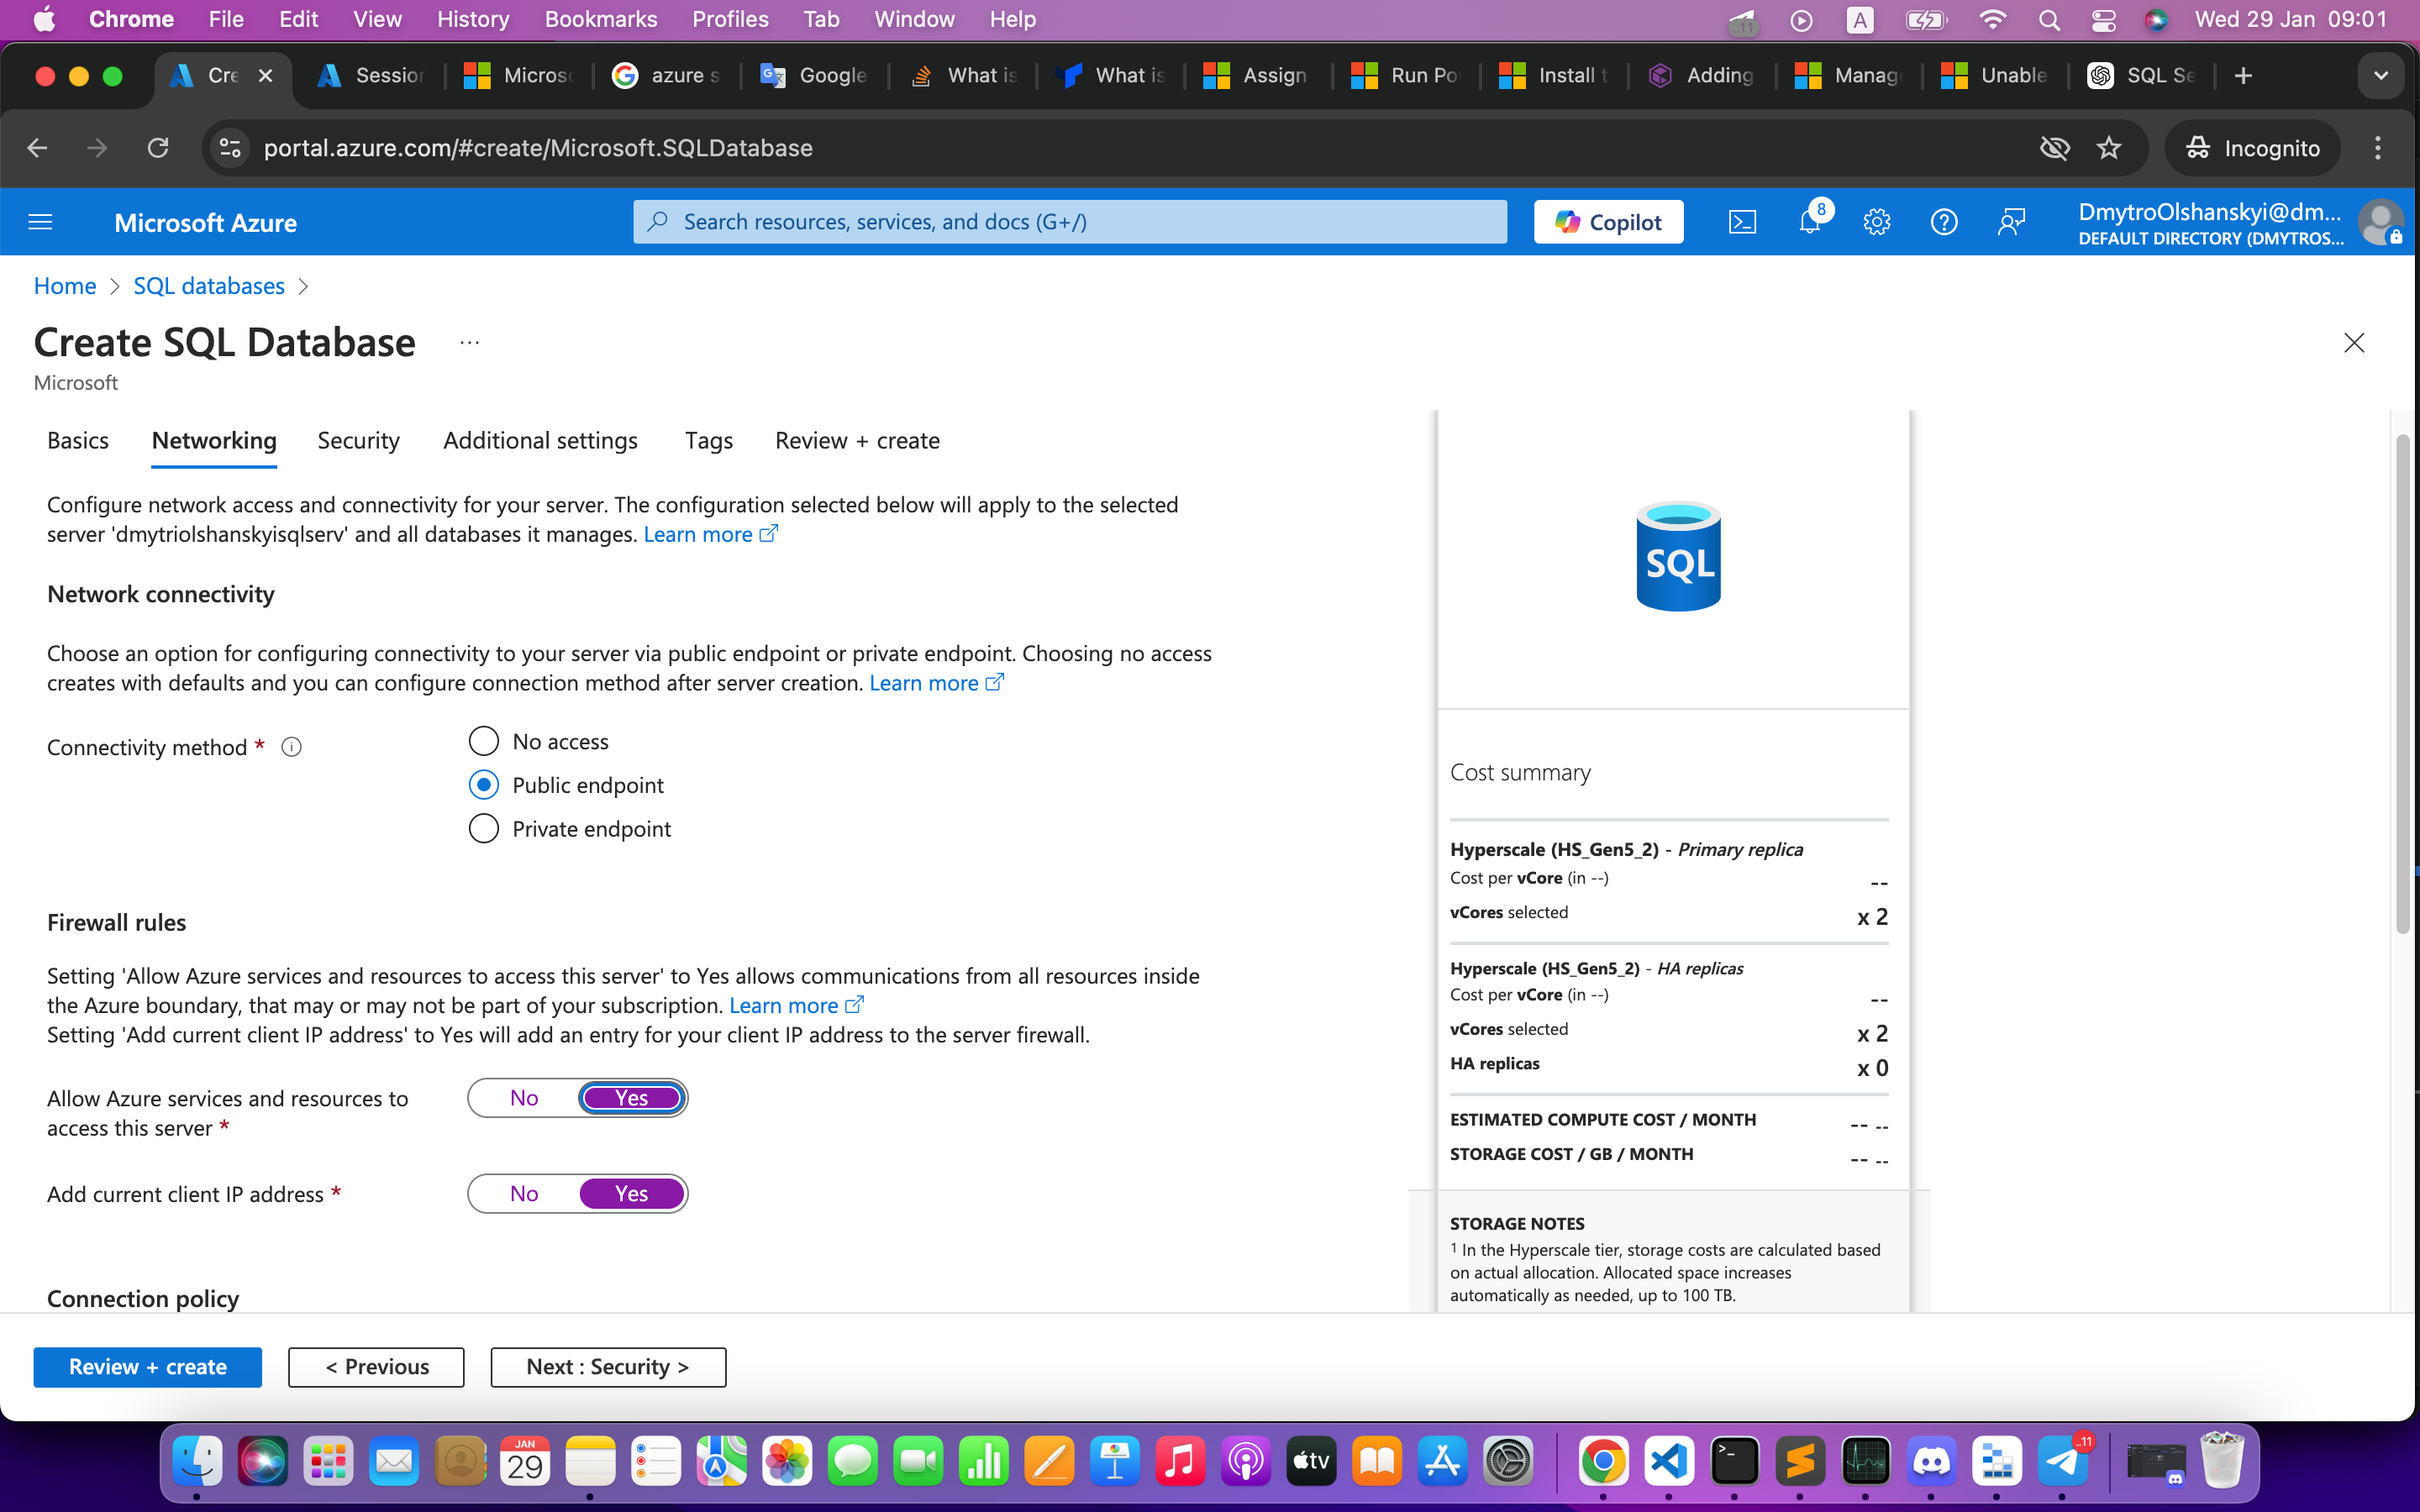 Chrome File Edit View History Bookmarks Profiles Tab Window Help
A
Wed 29 Jan 09:01
Cre
Session
Microso
azure s
Google
What is
What is
Assign
Run Po
Install t
Adding
Manag
Unable
SQL Se
portal.azure.com/#create/Microsoft.SQLDatabase
Incognito
Microsoft Azure
Search resources, services, and docs (G+/)
Copilot
8
DmytroOlshanskyi@dm...
DEFAULT DIRECTORY (DMYTROS...
Home > SQL databases >
Create SQL Database ...
Microsoft
Basics Networking Security Additional settings Tags Review + create
Configure network access and connectivity for your server. The configuration selected below will apply to the selected
server 'dmytriolshanskyisqlserv' and all databases it manages. Learn more
Network connectivity
Choose an option for configuring connectivity to your server via public endpoint or private endpoint. Choosing no access
creates with defaults and you can configure connection method after server creation. Learn more
Connectivity method *
No access
Public endpoint
Private endpoint
Firewall rules
Setting 'Allow Azure services and resources to access this server' to Yes allows communications from all resources inside
the Azure boundary, that may or may not be part of your subscription. Learn more
Setting 'Add current client IP address' to Yes will add an entry for your client IP address to the server firewall.
Allow Azure services and resources to
access this server *
No Yes
Add current client IP address *
No Yes
Connection policy
SQL
Cost summary
Hyperscale (HS_Gen5_2) - Primary replica
Cost per vCore (in --) --
vCores selected x 2
Hyperscale (HS_Gen5_2) - HA replicas
Cost per vCore (in --) --
vCores selected x 2
HA replicas x 0
ESTIMATED COMPUTE COST / MONTH -- --
STORAGE COST / GB / MONTH -- --
STORAGE NOTES
1 In the Hyperscale tier, storage costs are calculated based
on actual allocation. Allocated space increases
automatically as needed, up to 100 TB.
Review + create
< Previous
Next : Security >
JAN
29
tv